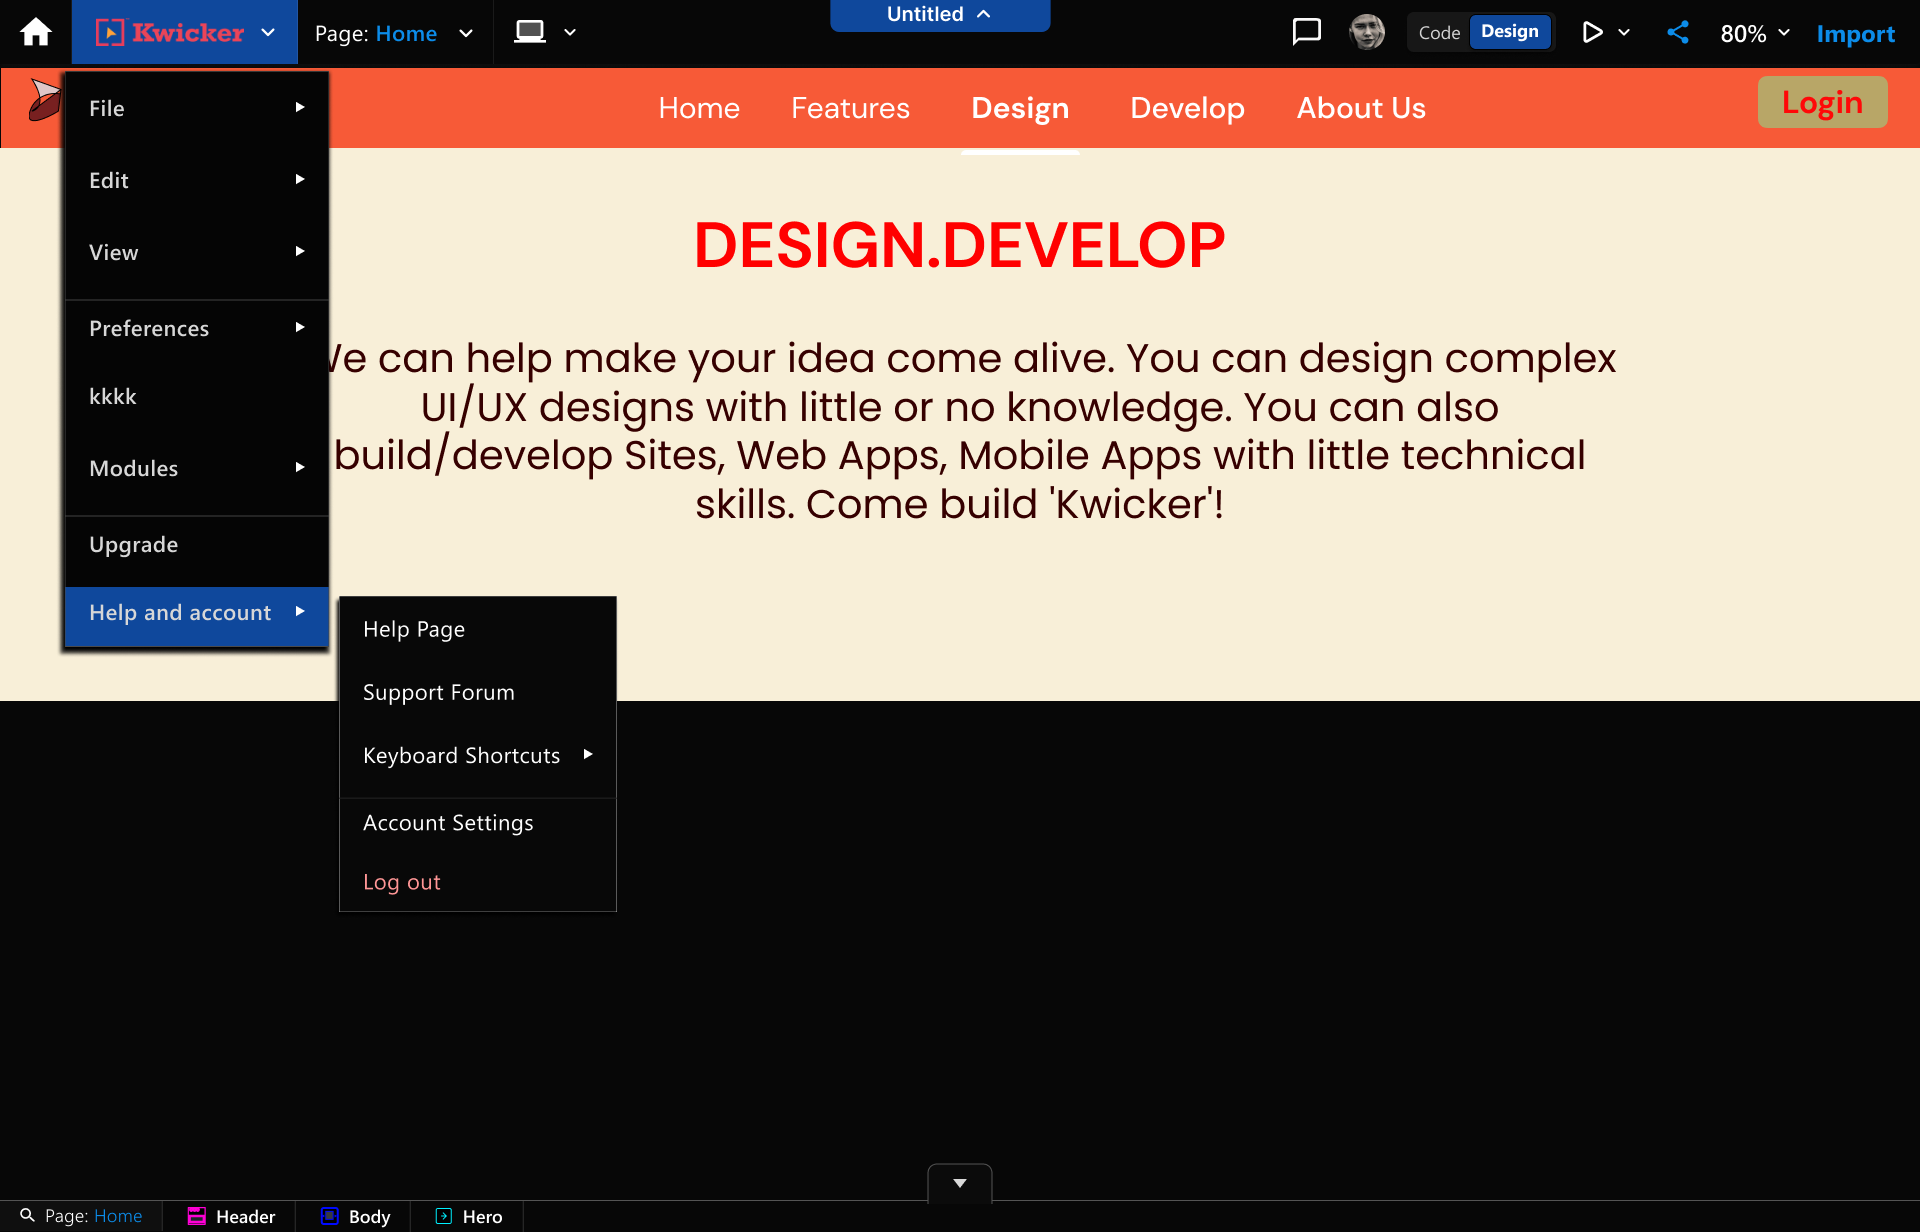 Kwicker
Page: Home
Untitled
Code
Design
80%
Import
Home
Features
Design
Develop
About Us
Login
File
Edit
View
Preferences
kkkk
Modules
Upgrade
Help and account
DESIGN.DEVELOP
We can help make your idea come alive. You can design complex
UI/UX designs with little or no knowledge. You can also
build/develop Sites, Web Apps, Mobile Apps with little technical
skills. Come build 'Kwicker'!
Help Page
Support Forum
Keyboard Shortcuts
Account Settings
Log out
Page: Home
Header
Body
Hero